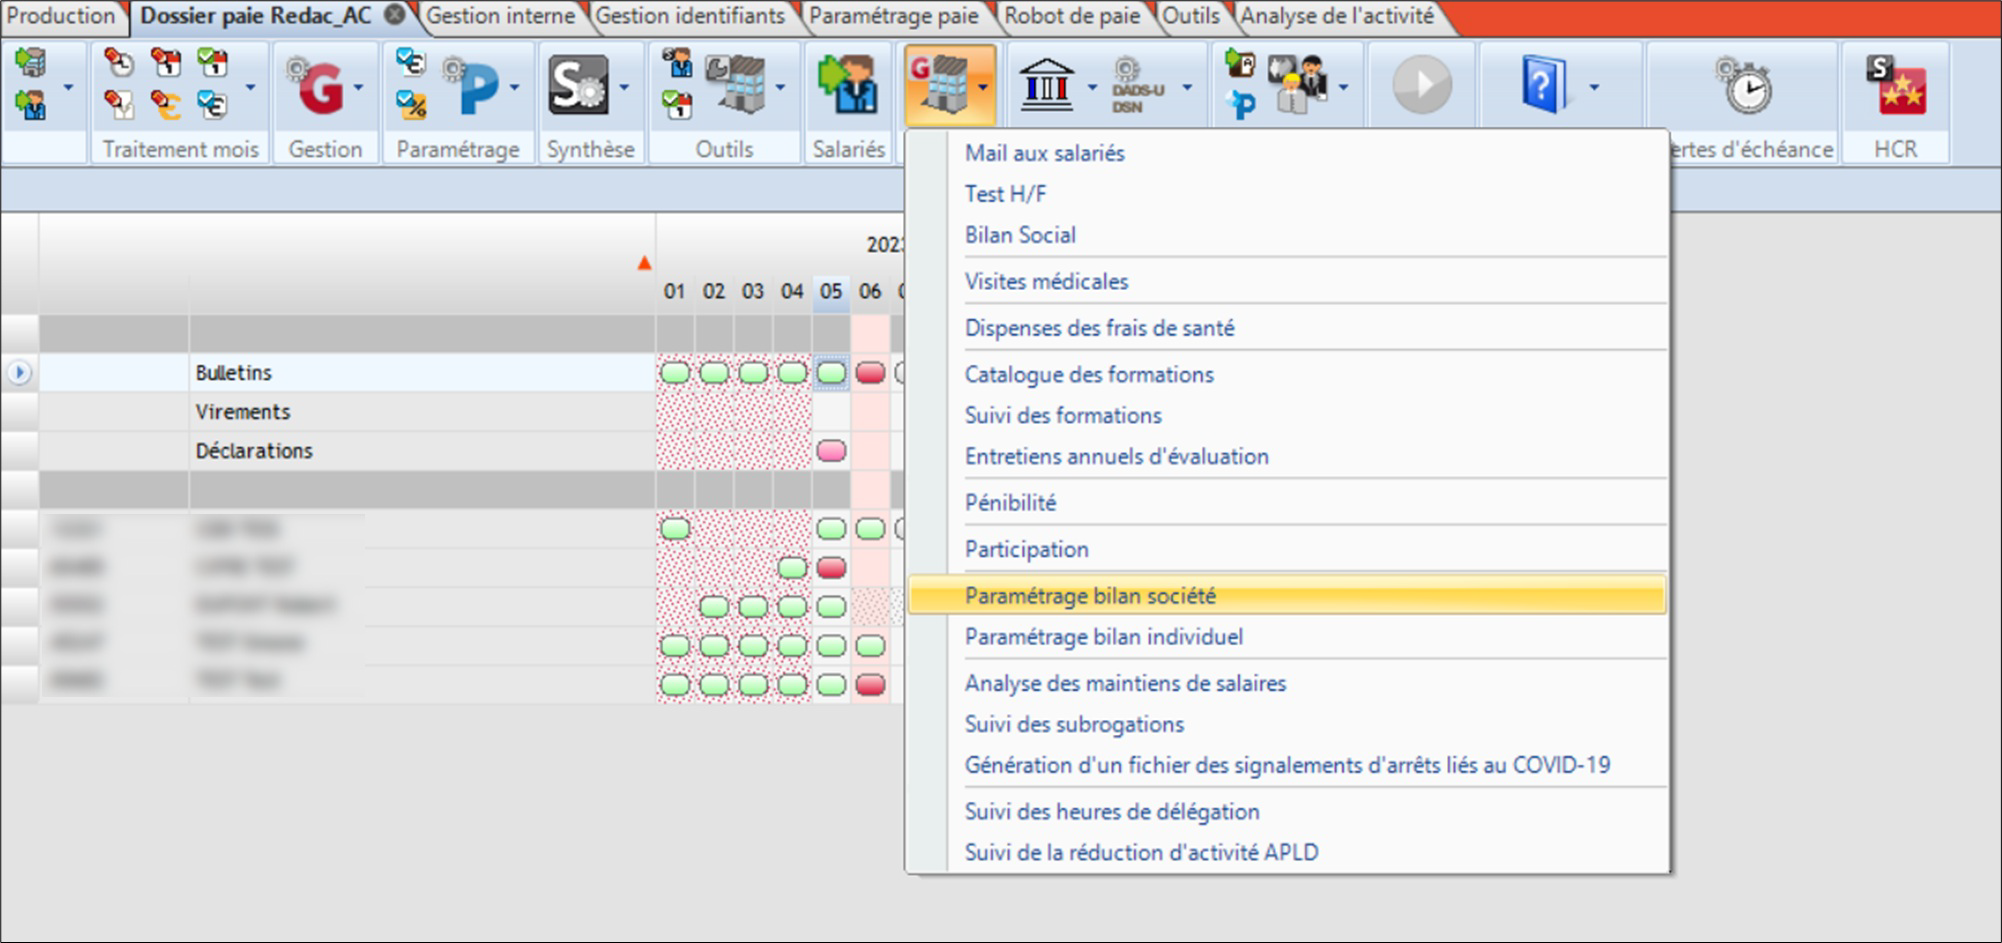 Production
Dossier paie Redac_AC
Gestion interne
Gestion identifiants
Paramétrage paie
Robot de paie
Outils
Analyse de l'activité
G
P
S
G
DADS-U
DSN
A
P
?
S
Traitement mois
Gestion
Paramétrage
Synthèse
Outils
Salariés
ertes d'échéance
HCR
Mail aux salariés
Test H/F
Bilan Social
Visites médicales
Dispenses des frais de santé
Catalogue des formations
Suivi des formations
Entretiens annuels d'évaluation
Pénibilité
Participation
Paramétrage bilan société
Paramétrage bilan individuel
Analyse des maintiens de salaires
Suivi des subrogations
Génération d'un fichier des signalements d'arrêts liés au COVID-19
Suivi des heures de délégation
Suivi de la réduction d'activité APLD
01 02 03 04 05 06
Bulletins
Virements
Déclarations